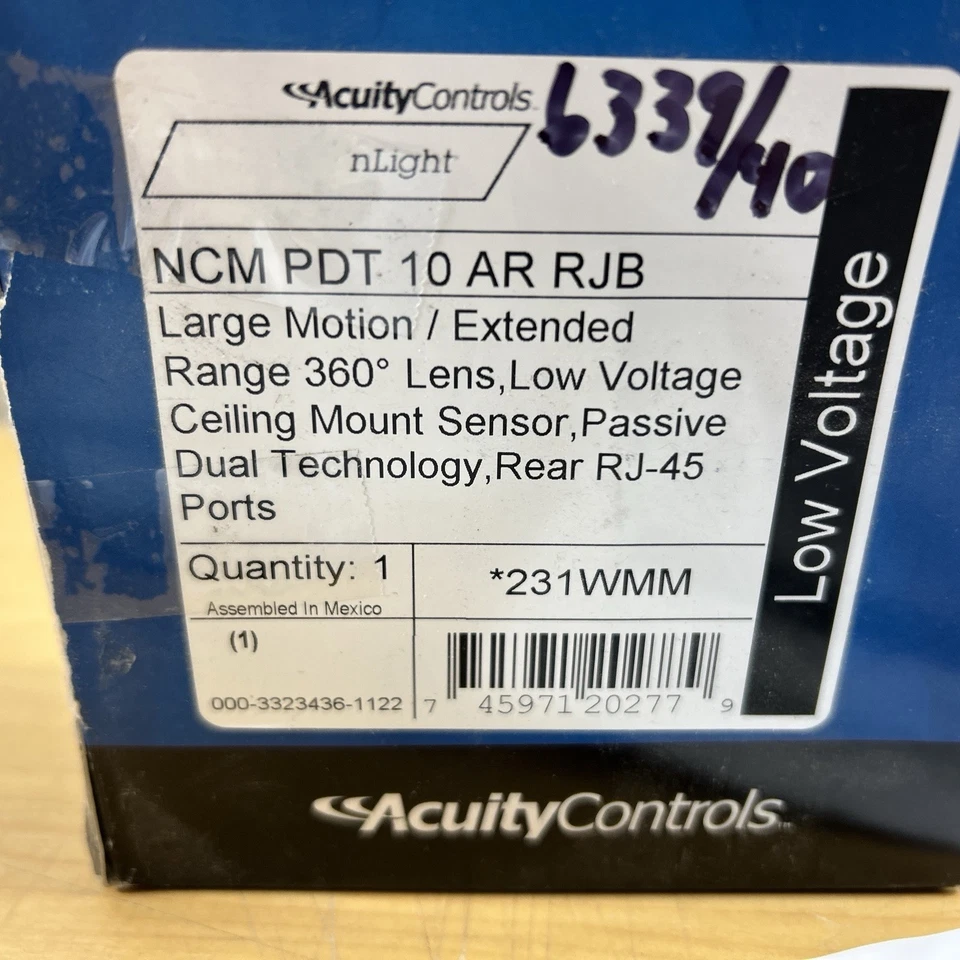 AcuityControls
6339/40
nLight
NCM PDT 10 AR RJB
Large Motion / Extended
Range 360° Lens,Low Voltage
Ceiling Mount Sensor,Passive
Dual Technology,Rear RJ-45
Ports
Low Voltage
Quantity: 1
*231WMM
Assembled In Mexico
(1)
000-3323436-1122
7 45971 20277 9
AcuityControls™